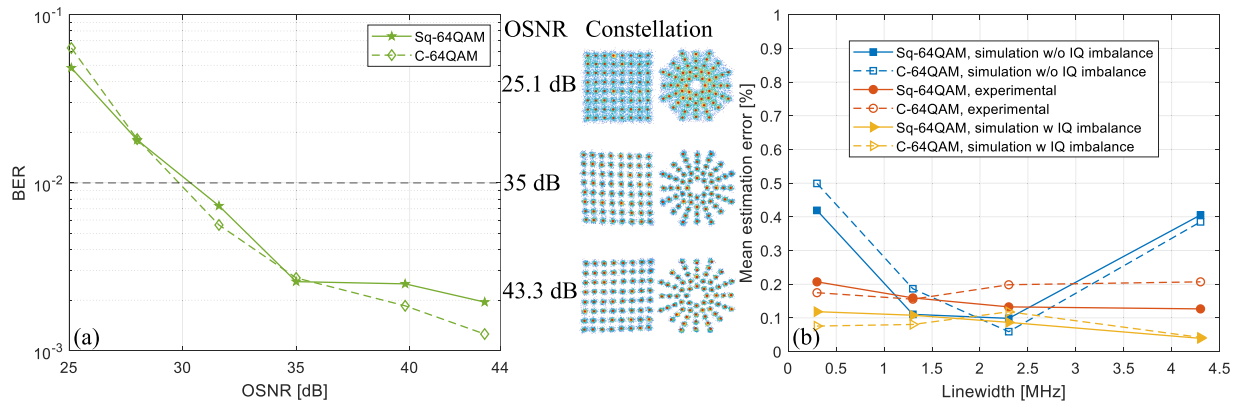 10^-1
10^-2
10^-3
BER
25
30
35
40
44
OSNR [dB]
(a)
Sq-64QAM
C-64QAM
OSNR
Constellation
25.1 dB
35 dB
43.3 dB
Mean estimation error [%]
1
0.9
0.8
0.7
0.6
0.5
0.4
0.3
0.2
0.1
0
Sq-64QAM, simulation w/o IQ imbalance
C-64QAM, simulation w/o IQ imbalance
Sq-64QAM, experimental
C-64QAM, experimental
Sq-64QAM, simulation w IQ imbalance
C-64QAM, simulation w IQ imbalance
(b)
0
0.5
1
1.5
2
2.5
3
3.5
4
4.5
Linewidth [MHz]